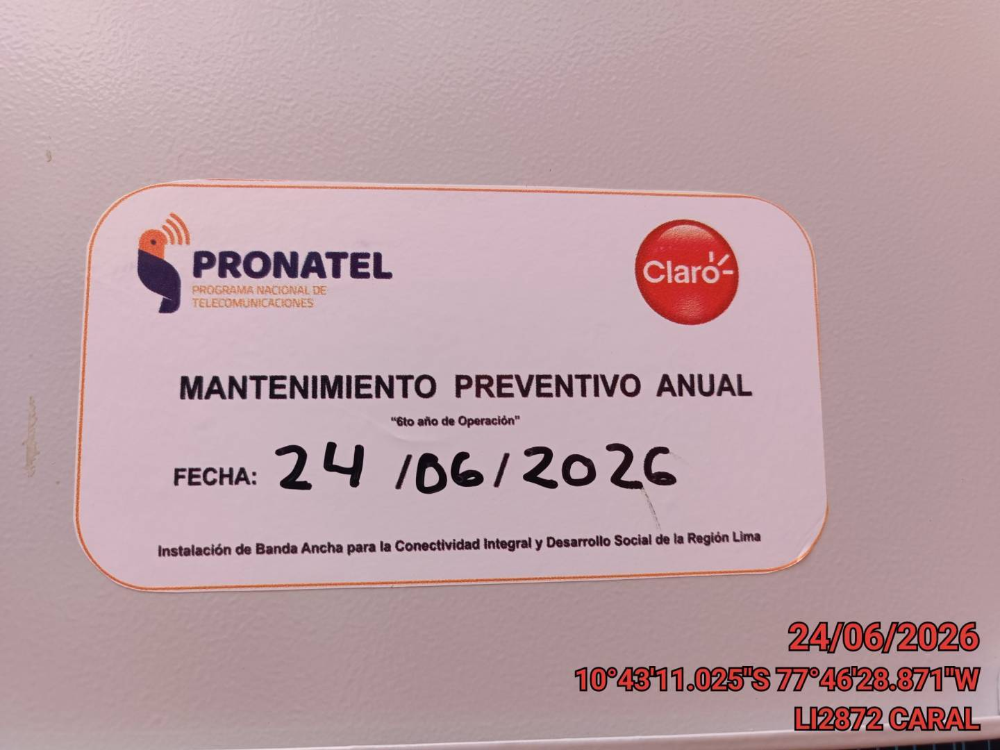 PRONATEL
PROGRAMA NACIONAL DE
TELECOMUNICACIONES
Claro
MANTENIMIENTO PREVENTIVO ANUAL
“6to año de Operación”
FECHA: 24/06/2026
Instalación de Banda Ancha para la Conectividad Integral y Desarrollo Social de la Región Lima
24/06/2026
10°43'11.025"S 77°46'28.871"W
LI2872 CARAL